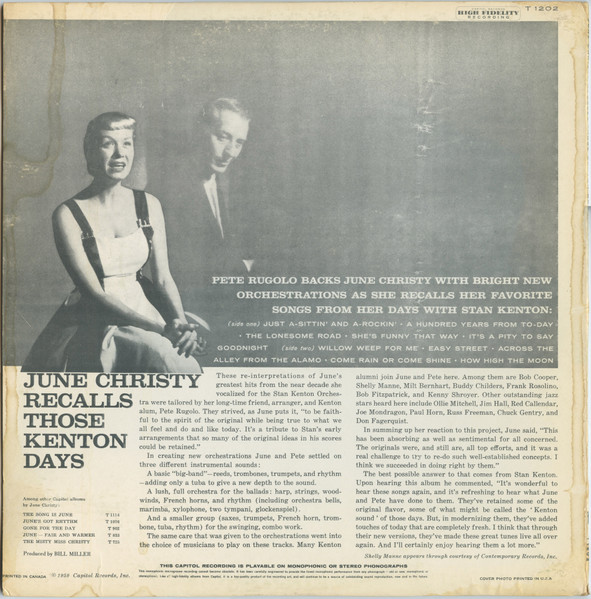 HIGH FIDELITY
RECORDING
T 1202
PETE RUGOLO BACKS JUNE CHRISTY WITH BRIGHT NEW
ORCHESTRATIONS AS SHE RECALLS HER FAVORITE
SONGS FROM HER DAYS WITH STAN KENTON:
(side one) JUST A-SITTIN' AND A-ROCKIN' • A HUNDRED YEARS FROM TO-DAY
• THE LONESOME ROAD • SHE'S FUNNY THAT WAY • IT'S A PITY TO SAY
GOODNIGHT (side two) WILLOW WEEP FOR ME • EASY STREET • ACROSS THE
ALLEY FROM THE ALAMO • COME RAIN OR COME SHINE • HOW HIGH THE MOON
JUNE CHRISTY
RECALLS
THOSE
KENTON
DAYS
Among other Capitol albums
by June Christy:
THE SONG IS JUNE T 1114
JUNE'S GOT RHYTHM T 1076
GONE FOR THE DAY T 902
JUNE — FAIR AND WARMER T 833
THE MISTY MISS CHRISTY T 725
Produced by BILL MILLER
These re-interpretations of June's
greatest hits from the near decade she
vocalized for the Stan Kenton Orches-
tra were tailored by her long-time friend, arranger, and Kenton
alum, Pete Rugolo. They strived, as June puts it, "to be faith-
ful to the spirit of the original while being true to what we
all feel and do and like today. It's a tribute to Stan's early
arrangements that so many of the original ideas in his scores
could be retained."
In creating new orchestrations June and Pete settled on
three different instrumental sounds:
A basic "big-band"— reeds, trombones, trumpets, and rhythm
—adding only a tuba to give a new depth to the sound.
A lush, full orchestra for the ballads: harp, strings, wood-
winds, French horns, and rhythm (including orchestra bells,
marimba, xylophons, two tympani, glockenspiel).
And a smaller group (saxes, trumpets, French horn, trom-
bone, tuba, rhythm) for the swinging, combo work.
The same care that was given to the orchestrations went into
the choice of musicians to play on these tracks. Many Kenton
alumni join June and Pete here. Among them are Bob Cooper,
Shelly Manne, Milt Bernhart, Buddy Childers, Frank Rosolino,
Bob Fitzpatrick, and Kenny Shroyer. Other outstanding jazz
stars heard here include Ollie Mitchell, Jim Hall, Red Callendar,
Joe Mondragon, Paul Horn, Russ Freeman, Chuck Gentry, and
Don Fagerquist.
In summing up her reaction to this project, June said, "This
has been absorbing as well as sentimental for all concerned.
The originals were, and still are, all top efforts, and it was a
real challenge to try to re-do such well-established concepts. I
think we succeeded in doing right by them."
The best possible answer to that comes from Stan Kenton.
Upon hearing this album he commented, "It's wonderful to
hear these songs again, and it's refreshing to hear what June
and Pete have done to them. They've retained some of the
original flavor, some of what might be called the 'Kenton
sound' of those days. But, in modernizing them, they've added
touches of today that are completely fresh. I think that through
their new versions, they've made these great tunes live all over
again. And I'll certainly enjoy hearing them a lot more."
Shelly Manne appears through courtesy of Contemporary Records, Inc.
THIS CAPITOL RECORDING IS PLAYABLE ON MONOPHONIC OR STEREO PHONOGRAPHS
PRINTED IN CANADA © 1959 Capitol Records, Inc.
COVER PHOTO PRINTED IN U.S.A.